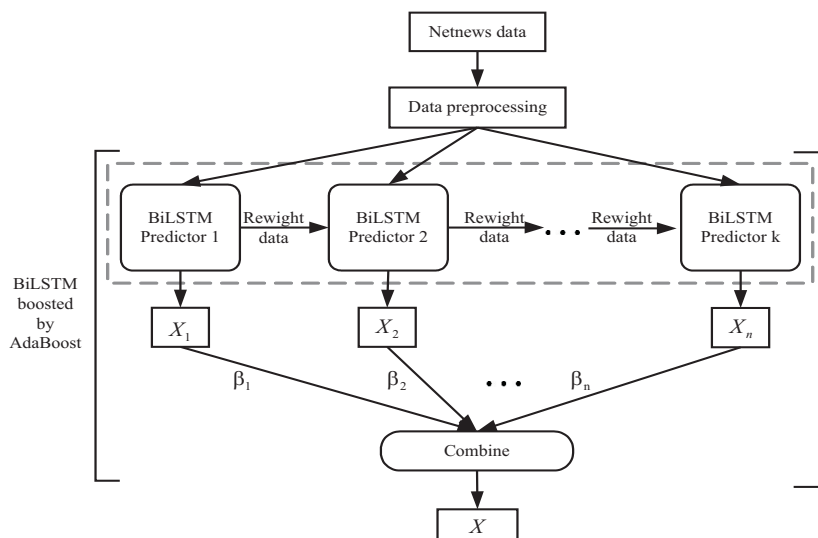 Netnews data
Data preprocessing
BiLSTM
Predictor 1
Rewight
data
BiLSTM
Predictor 2
Rewight
data
...
Rewight
data
BiLSTM
Predictor k
BiLSTM
boosted
by
AdaBoost
X₁
X₂
Xₙ
β₁
β₂
...
βₙ
Combine
X